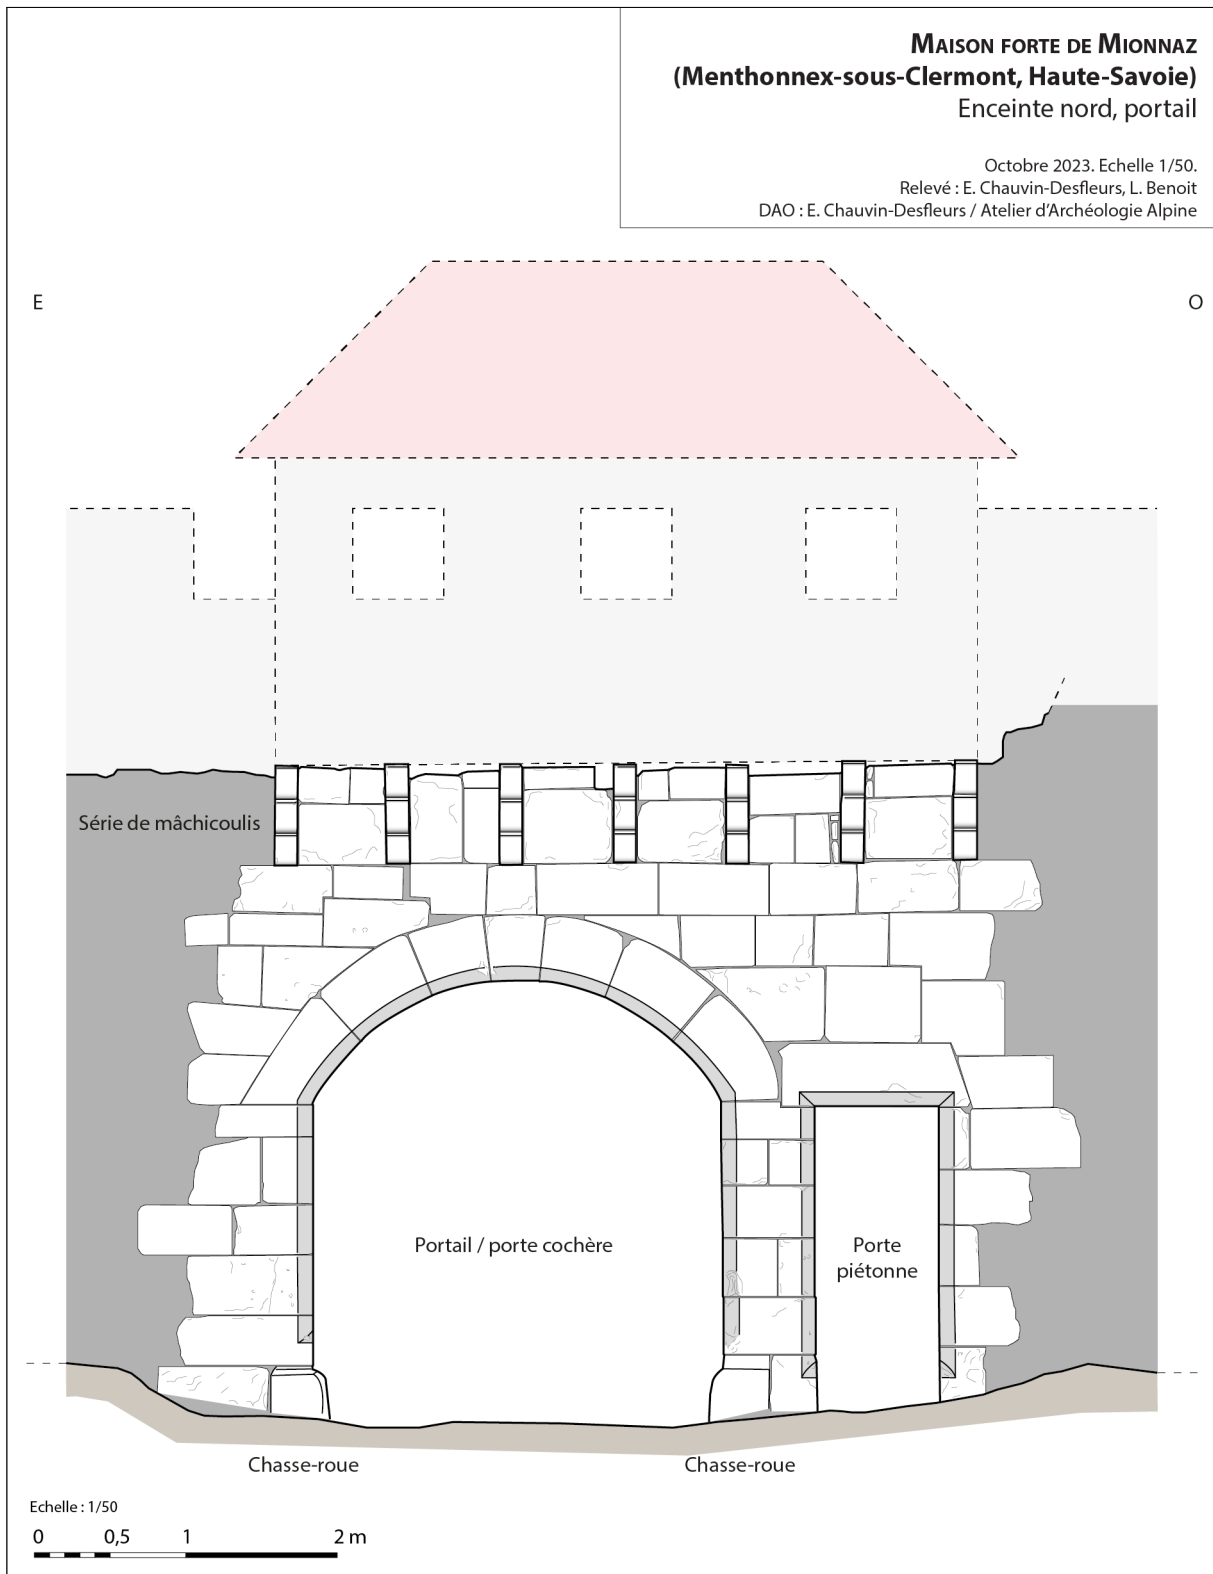 MAISON FORTE DE MIONNAZ
(Menthonnex-sous-Clermont, Haute-Savoie)
Enceinte nord, portail
Octobre 2023. Echelle 1/50.
Relevé : E. Chauvin-Desfleurs, L. Benoit
DAO : E. Chauvin-Desfleurs / Atelier d'Archéologie Alpine
E
O
Série de mâchicoulis
Portail / porte cochère
Porte
piétonne
Chasse-roue
Chasse-roue
Echelle : 1/50
0 0,5 1 2 m